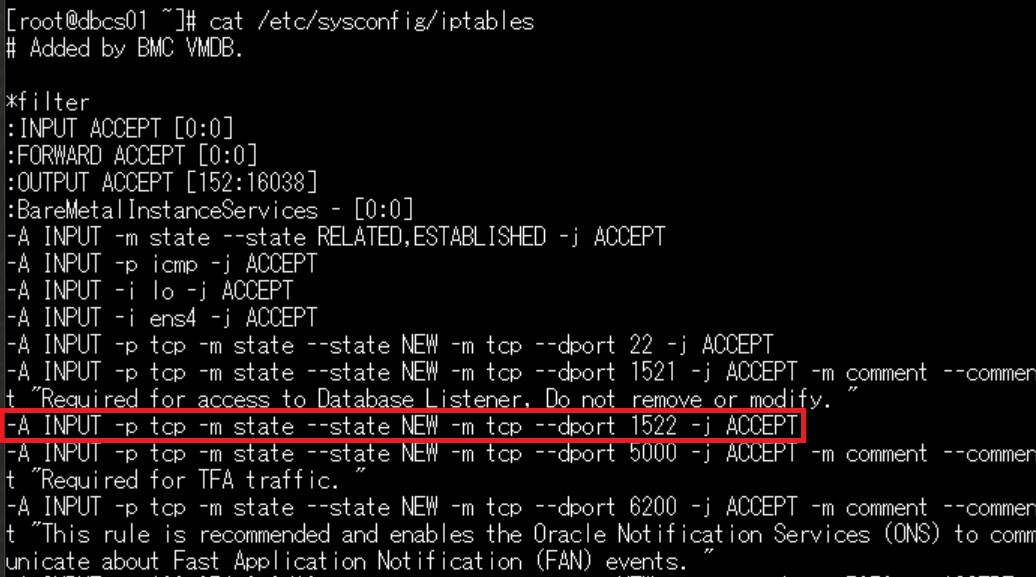 [root@dbcs01 ~]# cat /etc/sysconfig/iptables
# Added by BMC VMDB.
*filter
:INPUT ACCEPT [0:0]
:FORWARD ACCEPT [0:0]
:OUTPUT ACCEPT [152:16038]
:BareMetalInstanceServices - [0:0]
-A INPUT -m state --state RELATED,ESTABLISHED -j ACCEPT
-A INPUT -p icmp -j ACCEPT
-A INPUT -i lo -j ACCEPT
-A INPUT -i ens4 -j ACCEPT
-A INPUT -p tcp -m state --state NEW -m tcp --dport 22 -j ACCEPT
-A INPUT -p tcp -m state --state NEW -m tcp --dport 1521 -j ACCEPT -m comment --commen
t "Required for access to Database Listener, Do not remove or modify. "
-A INPUT -p tcp -m state --state NEW -m tcp --dport 1522 -j ACCEPT
-A INPUT -p tcp -m state --state NEW -m tcp --dport 5000 -j ACCEPT -m comment --commen
t "Required for TFA traffic. "
-A INPUT -p tcp -m state --state NEW -m tcp --dport 6200 -j ACCEPT -m comment --commen
t "This rule is recommended and enables the Oracle Notification Services (ONS) to comm
unicate about Fast Application Notification (FAN) events. "